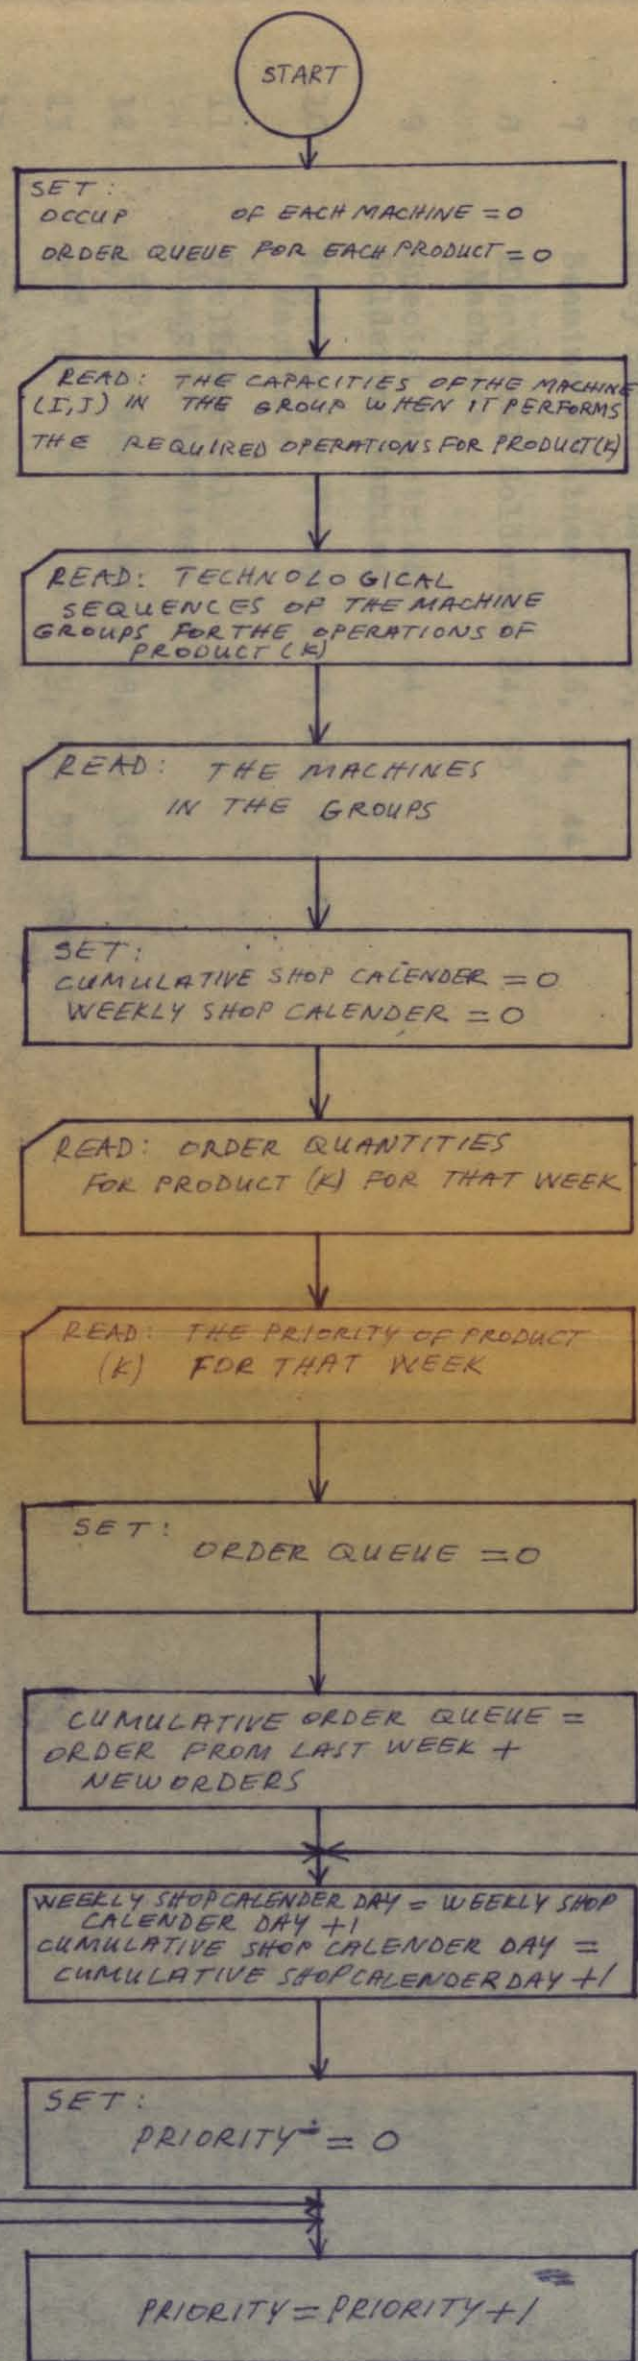 START
SET:
OCCUP OF EACH MACHINE = 0
ORDER QUEUE FOR EACH PRODUCT = 0
READ: THE CAPACITIES OF THE MACHINE
(I,J) IN THE GROUP WHEN IT PERFORMS
THE REQUIRED OPERATIONS FOR PRODUCT(K)
READ: TECHNOLOGICAL
SEQUENCES OF THE MACHINE
GROUPS FOR THE OPERATIONS OF
PRODUCT (K)
READ: THE MACHINES
IN THE GROUPS
SET:
CUMULATIVE SHOP CALENDER = 0
WEEKLY SHOP CALENDER = 0
READ: ORDER QUANTITIES
FOR PRODUCT (K) FOR THAT WEEK
READ: THE PRIORITY OF PRODUCT
(K) FOR THAT WEEK
SET:
ORDER QUEUE = 0
CUMULATIVE ORDER QUEUE =
ORDER FROM LAST WEEK +
NEW ORDERS
WEEKLY SHOP CALENDER DAY = WEEKLY SHOP
CALENDER DAY +1
CUMULATIVE SHOP CALENDER DAY =
CUMULATIVE SHOP CALENDER DAY +1
SET:
PRIORITY = 0
PRIORITY = PRIORITY + 1